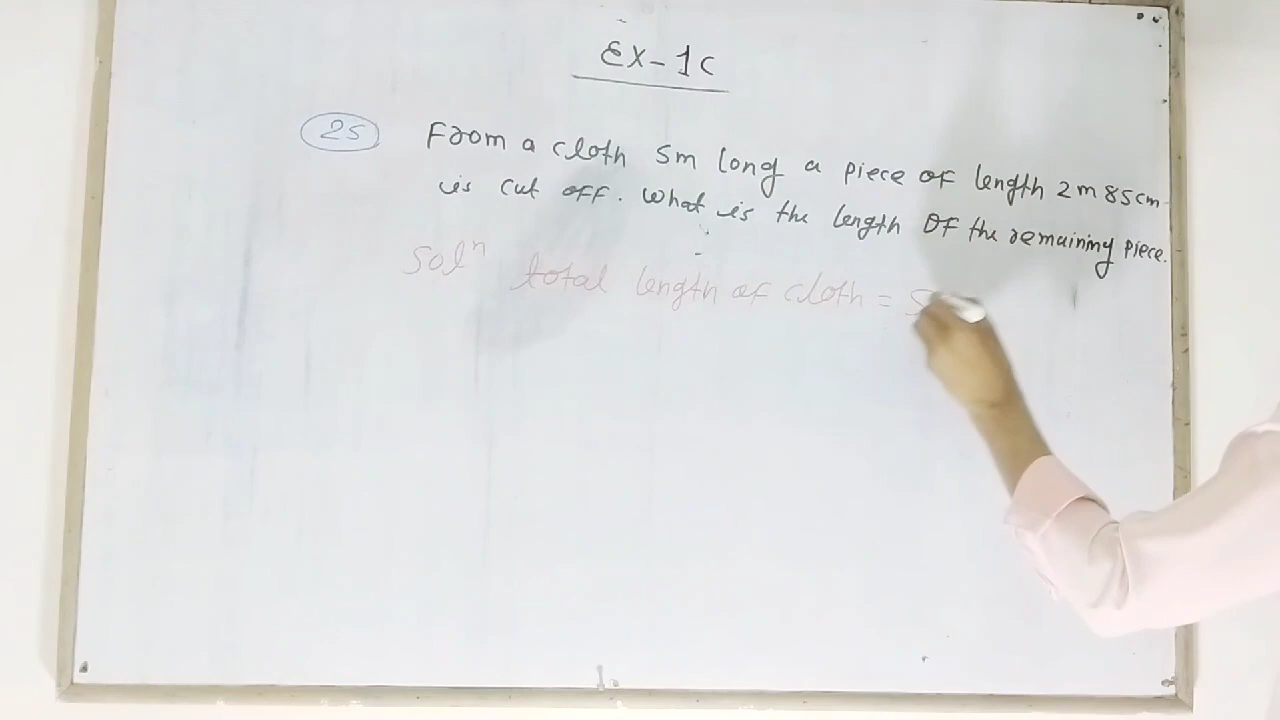 Ex-1C
25 From a cloth 5m long a piece of length 2m 85cm
is cut off. What is the length of the remaining piece.
Solⁿ total length of cloth = 5